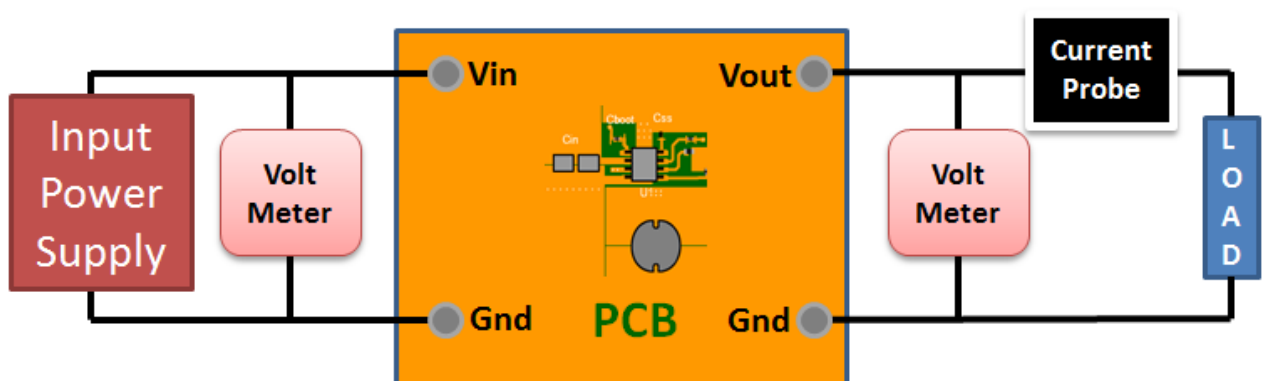 Input
Power
Supply
Volt
Meter
Vin
Gnd
Cin
Cboot
Css
U1::
PCB
Vout
Gnd
Volt
Meter
Current
Probe
L
O
A
D